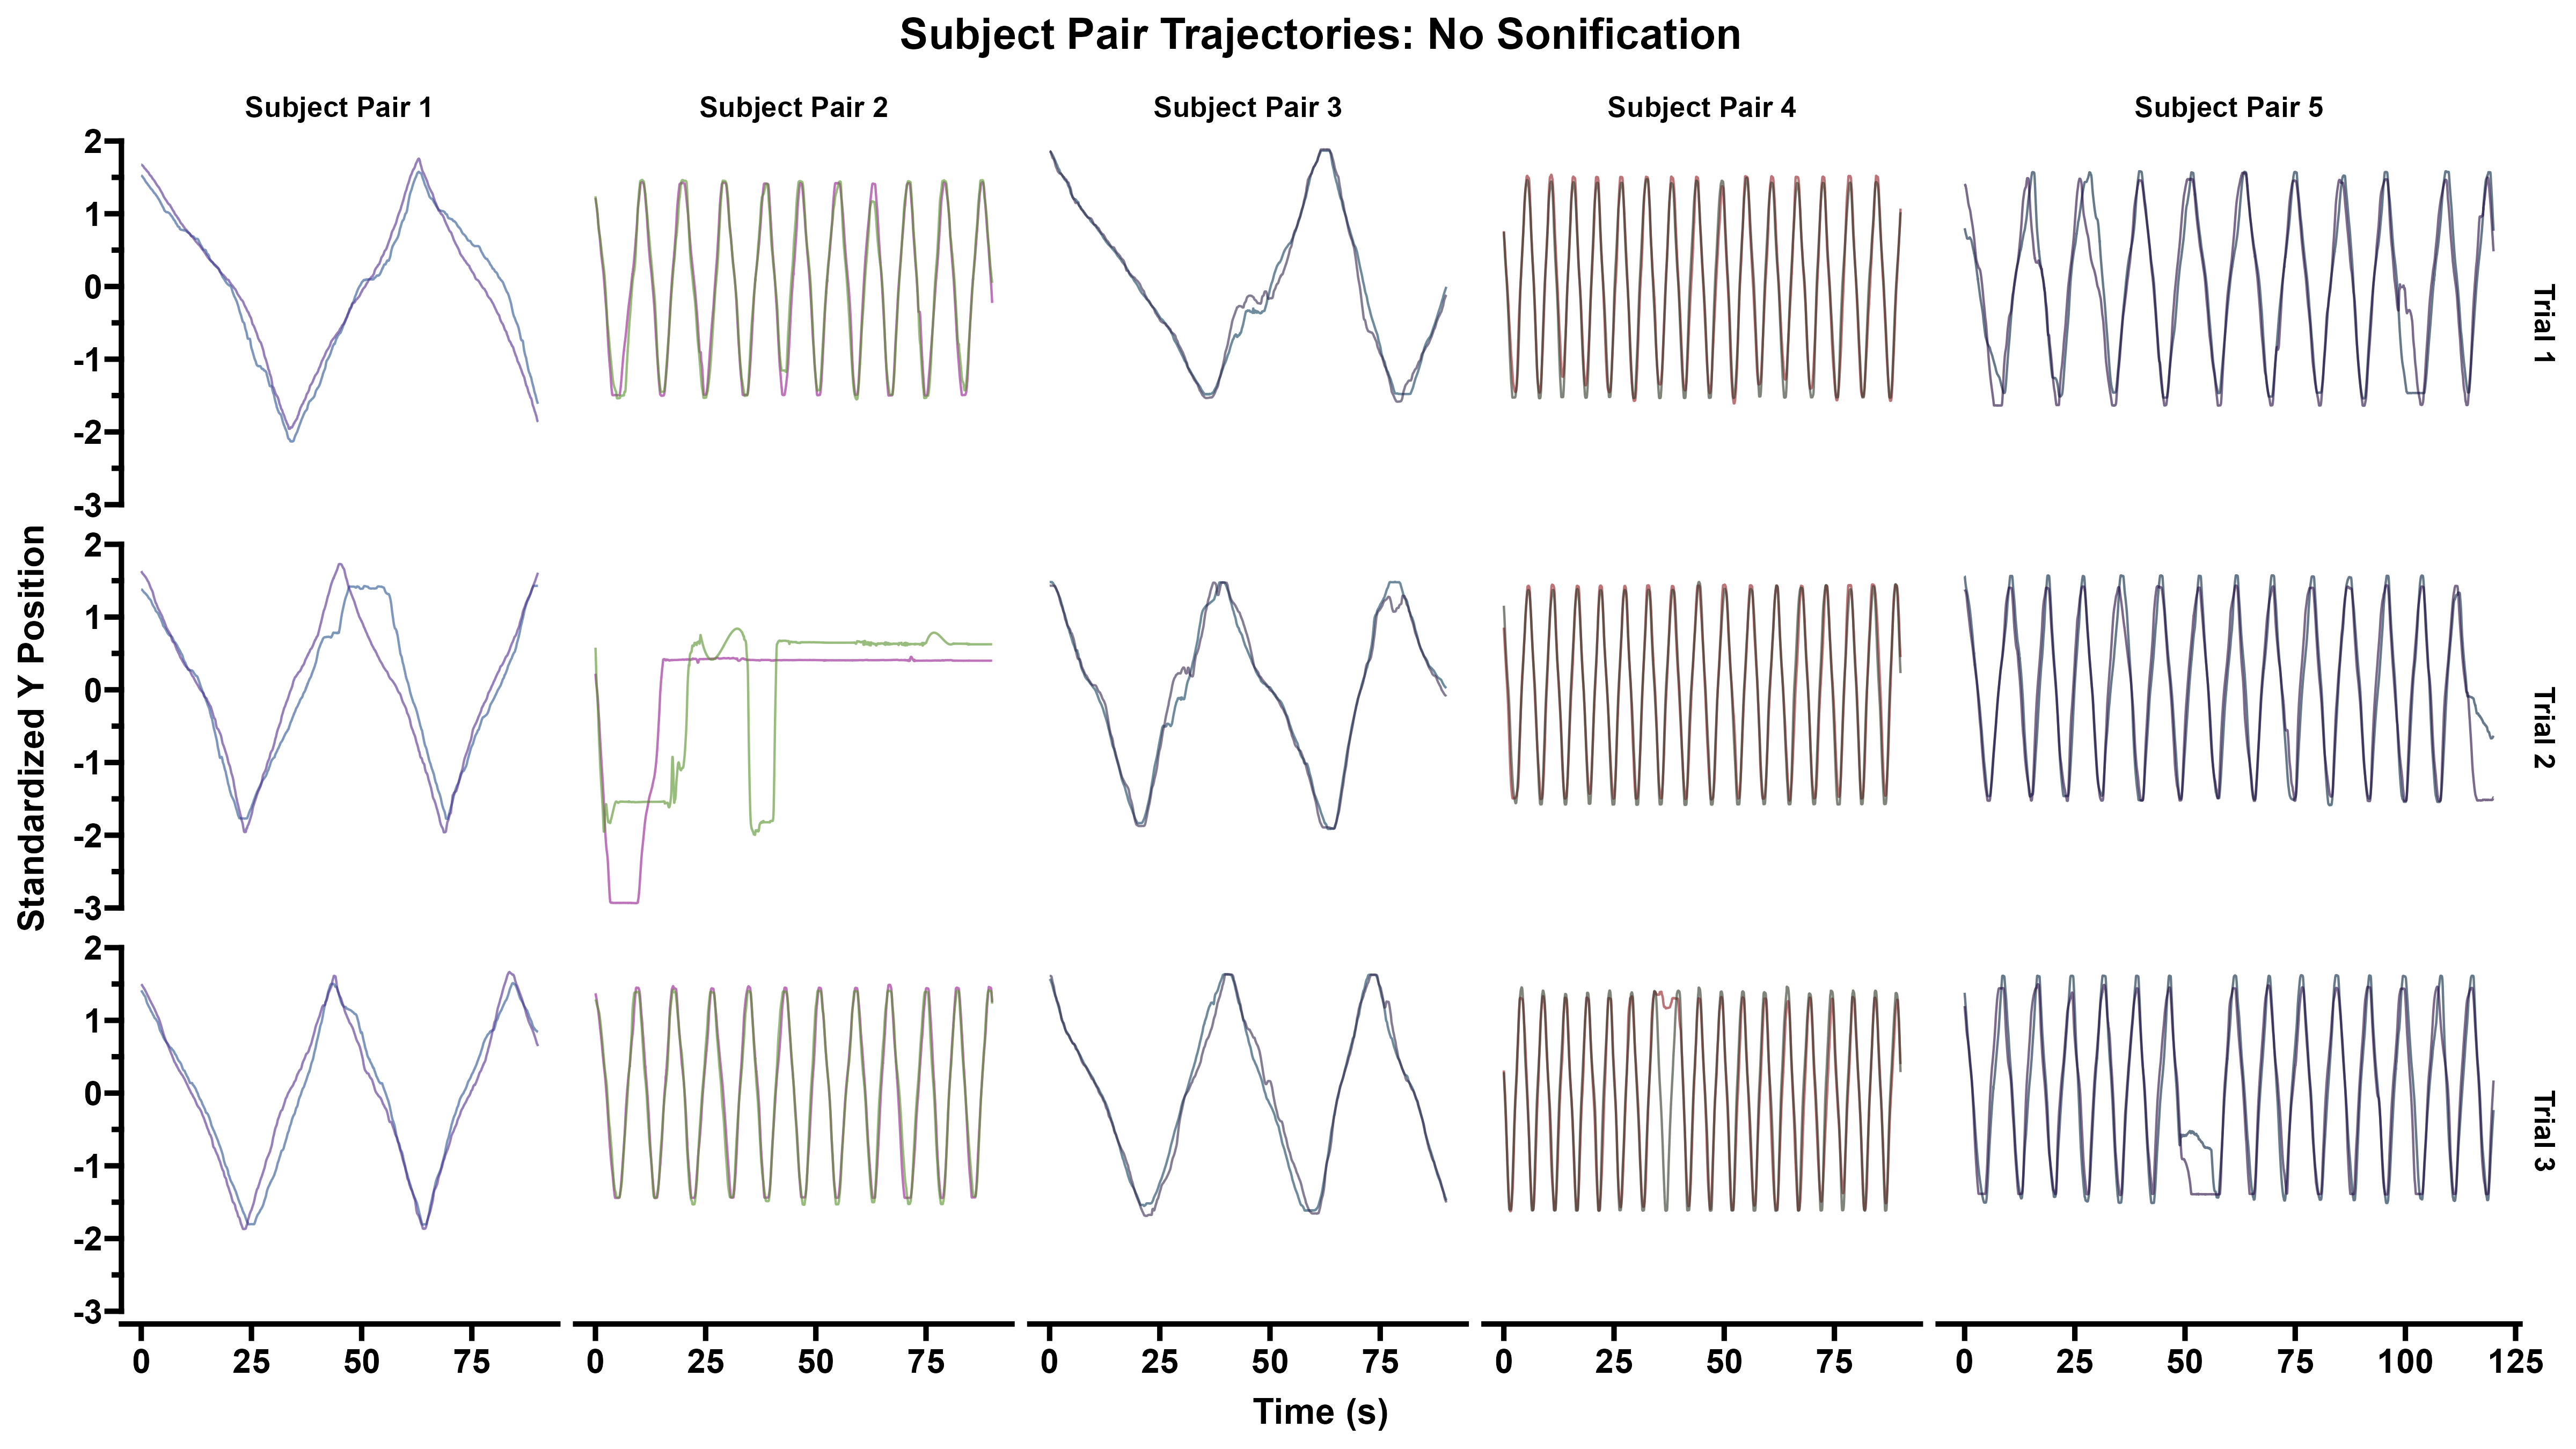 Subject Pair Trajectories: No Sonification
Subject Pair 1
Subject Pair 2
Subject Pair 3
Subject Pair 4
Subject Pair 5
Standardized Y Position
2
1
0
-1
-2
-3
Trial 1
2
1
0
-1
-2
-3
Trial 2
2
1
0
-1
-2
-3
Trial 3
0 25 50 75
0 25 50 75
0 25 50 75
0 25 50 75
0 25 50 75 100 125
Time (s)